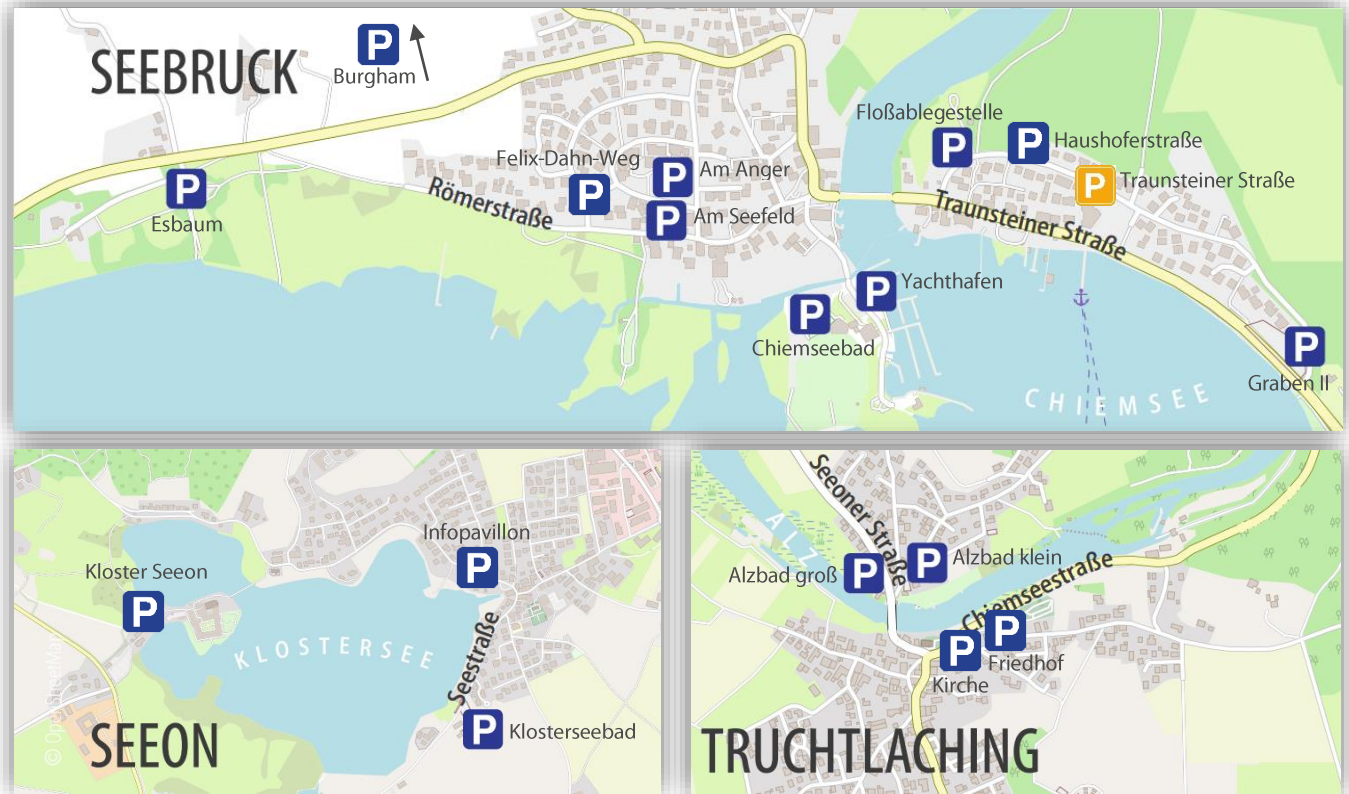 SEEBRUCK
P
Burgham
P
Esbaum
Felix-Dahn-Weg
P
P
Am Anger
P
Am Seefeld
Römerstraße
Floßablegestelle
P
P
Haushoferstraße
P
Traunsteiner Straße
Traunsteiner Straße
P
Yachthafen
P
Chiemseebad
P
Graben II
CHIEMSEE
Infopavillon
P
Kloster Seeon
P
KLOSTERSEE
Seestraße
P
Klosterseebad
SEEON
Seeoner Straße
ALZ
Alzbad groß
P
P
Alzbad klein
Chiemseestraße
P
Friedhof
P
Kirche
TRUCHTLACHING